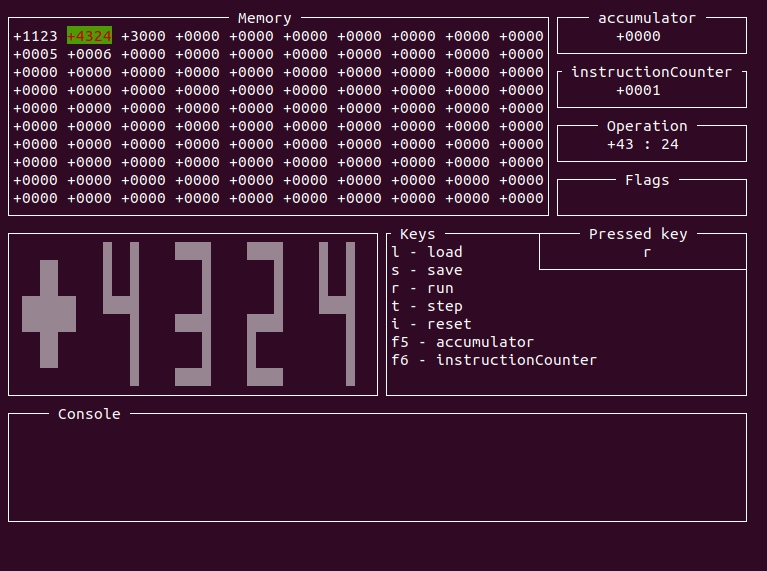 Memory
+1123 +4324 +3000 +0000 +0000 +0000 +0000 +0000 +0000 +0000
+0005 +0006 +0000 +0000 +0000 +0000 +0000 +0000 +0000 +0000
+0000 +0000 +0000 +0000 +0000 +0000 +0000 +0000 +0000 +0000
+0000 +0000 +0000 +0000 +0000 +0000 +0000 +0000 +0000 +0000
+0000 +0000 +0000 +0000 +0000 +0000 +0000 +0000 +0000 +0000
+0000 +0000 +0000 +0000 +0000 +0000 +0000 +0000 +0000 +0000
+0000 +0000 +0000 +0000 +0000 +0000 +0000 +0000 +0000 +0000
+0000 +0000 +0000 +0000 +0000 +0000 +0000 +0000 +0000 +0000
+0000 +0000 +0000 +0000 +0000 +0000 +0000 +0000 +0000 +0000
+0000 +0000 +0000 +0000 +0000 +0000 +0000 +0000 +0000 +0000
accumulator
+0000
instructionCounter
+0001
Operation
+43 : 24
Flags
+4324
Keys
l - load
s - save
r - run
t - step
i - reset
f5 - accumulator
f6 - instructionCounter
Pressed key
r
Console